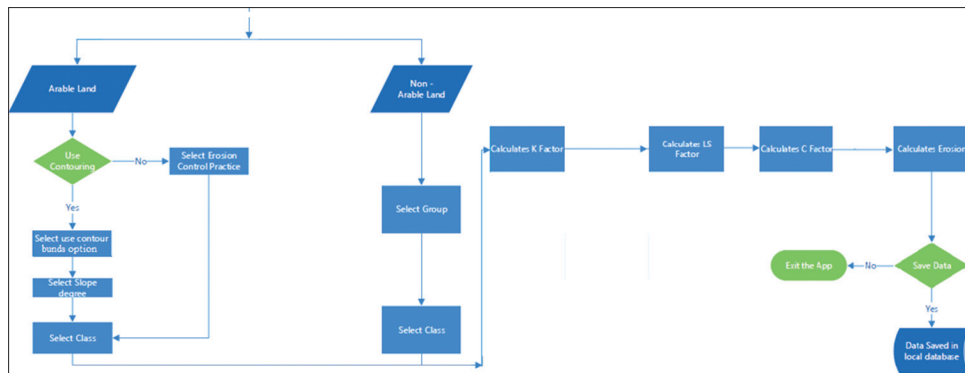 Arable Land
Non -
Arable Land
Use
Contouring
No
Select Erosion
Control Practice
Yes
Select use contour
bunds option
Select Slope
degree
Select Class
Select Group
Select Class
Calculates K Factor
Calculates LS
Factor
Calculates C Factor
Calculates Erosion
Save Data
No
Exit the App
Yes
Data Saved in
local database